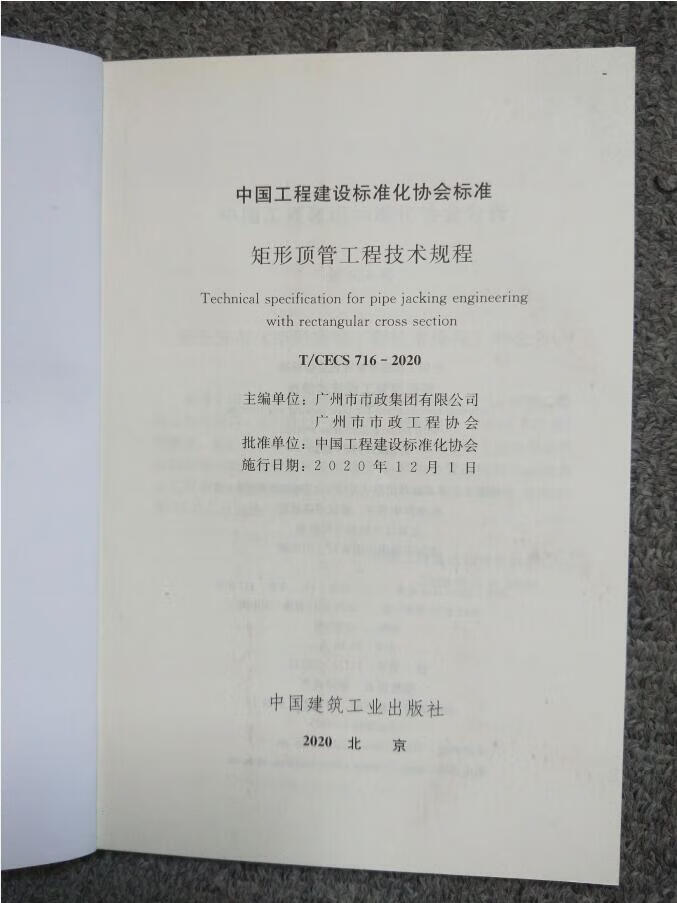 中国工程建设标准化协会标准
矩形顶管工程技术规程
Technical specification for pipe jacking engineering
with rectangular cross section
T/CECS 716-2020
主编单位：广州市市政集团有限公司
广州市市政工程协会
批准单位：中国工程建设标准化协会
施行日期：2020年12月1日
中国建筑工业出版社
2020 北 京